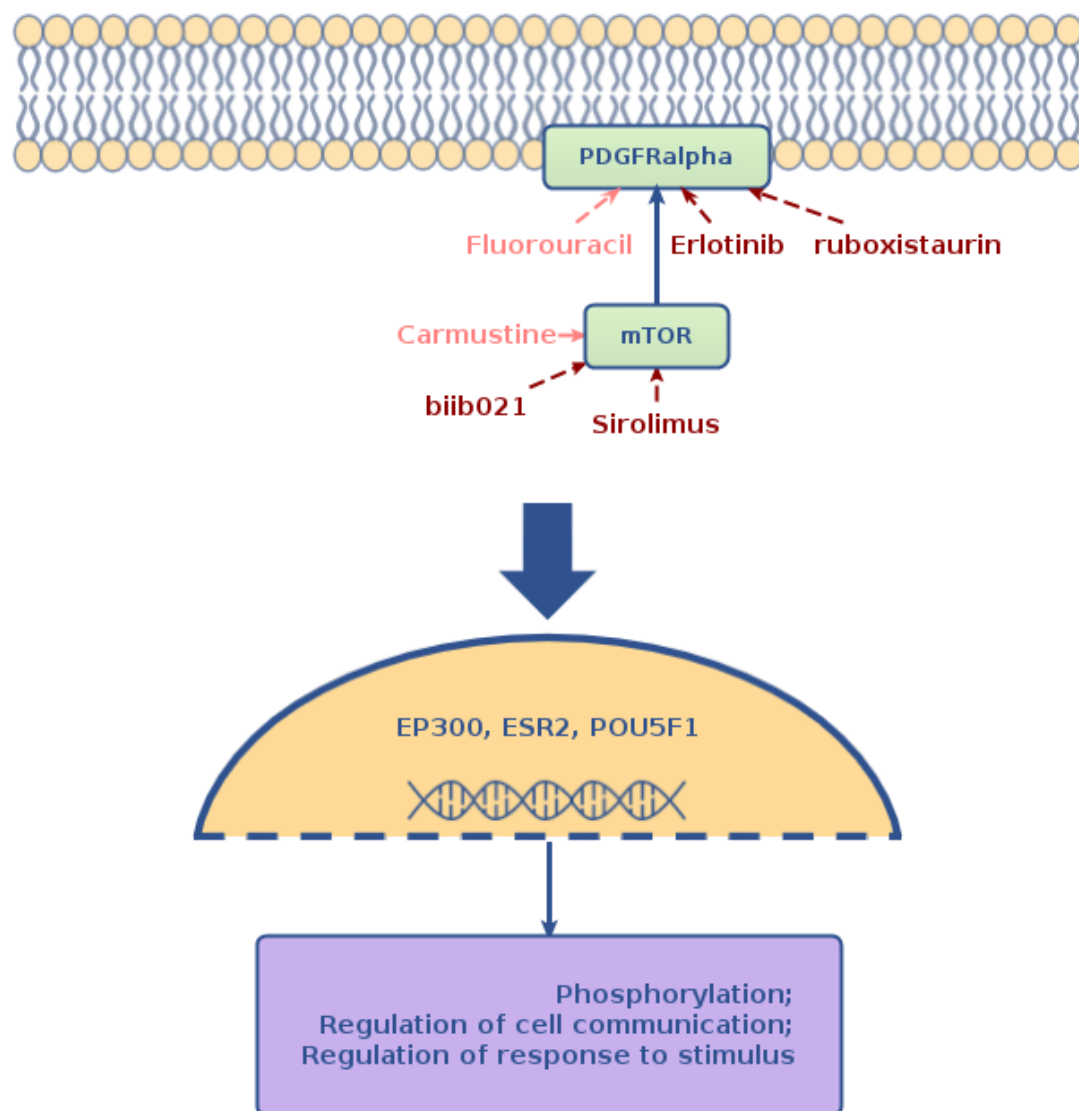 PDGFRalpha
Fluorouracil
Erlotinib
ruboxistaurin
Carmustine
mTOR
biib021
Sirolimus
EP300, ESR2, POU5F1
Phosphorylation;
Regulation of cell communication;
Regulation of response to stimulus